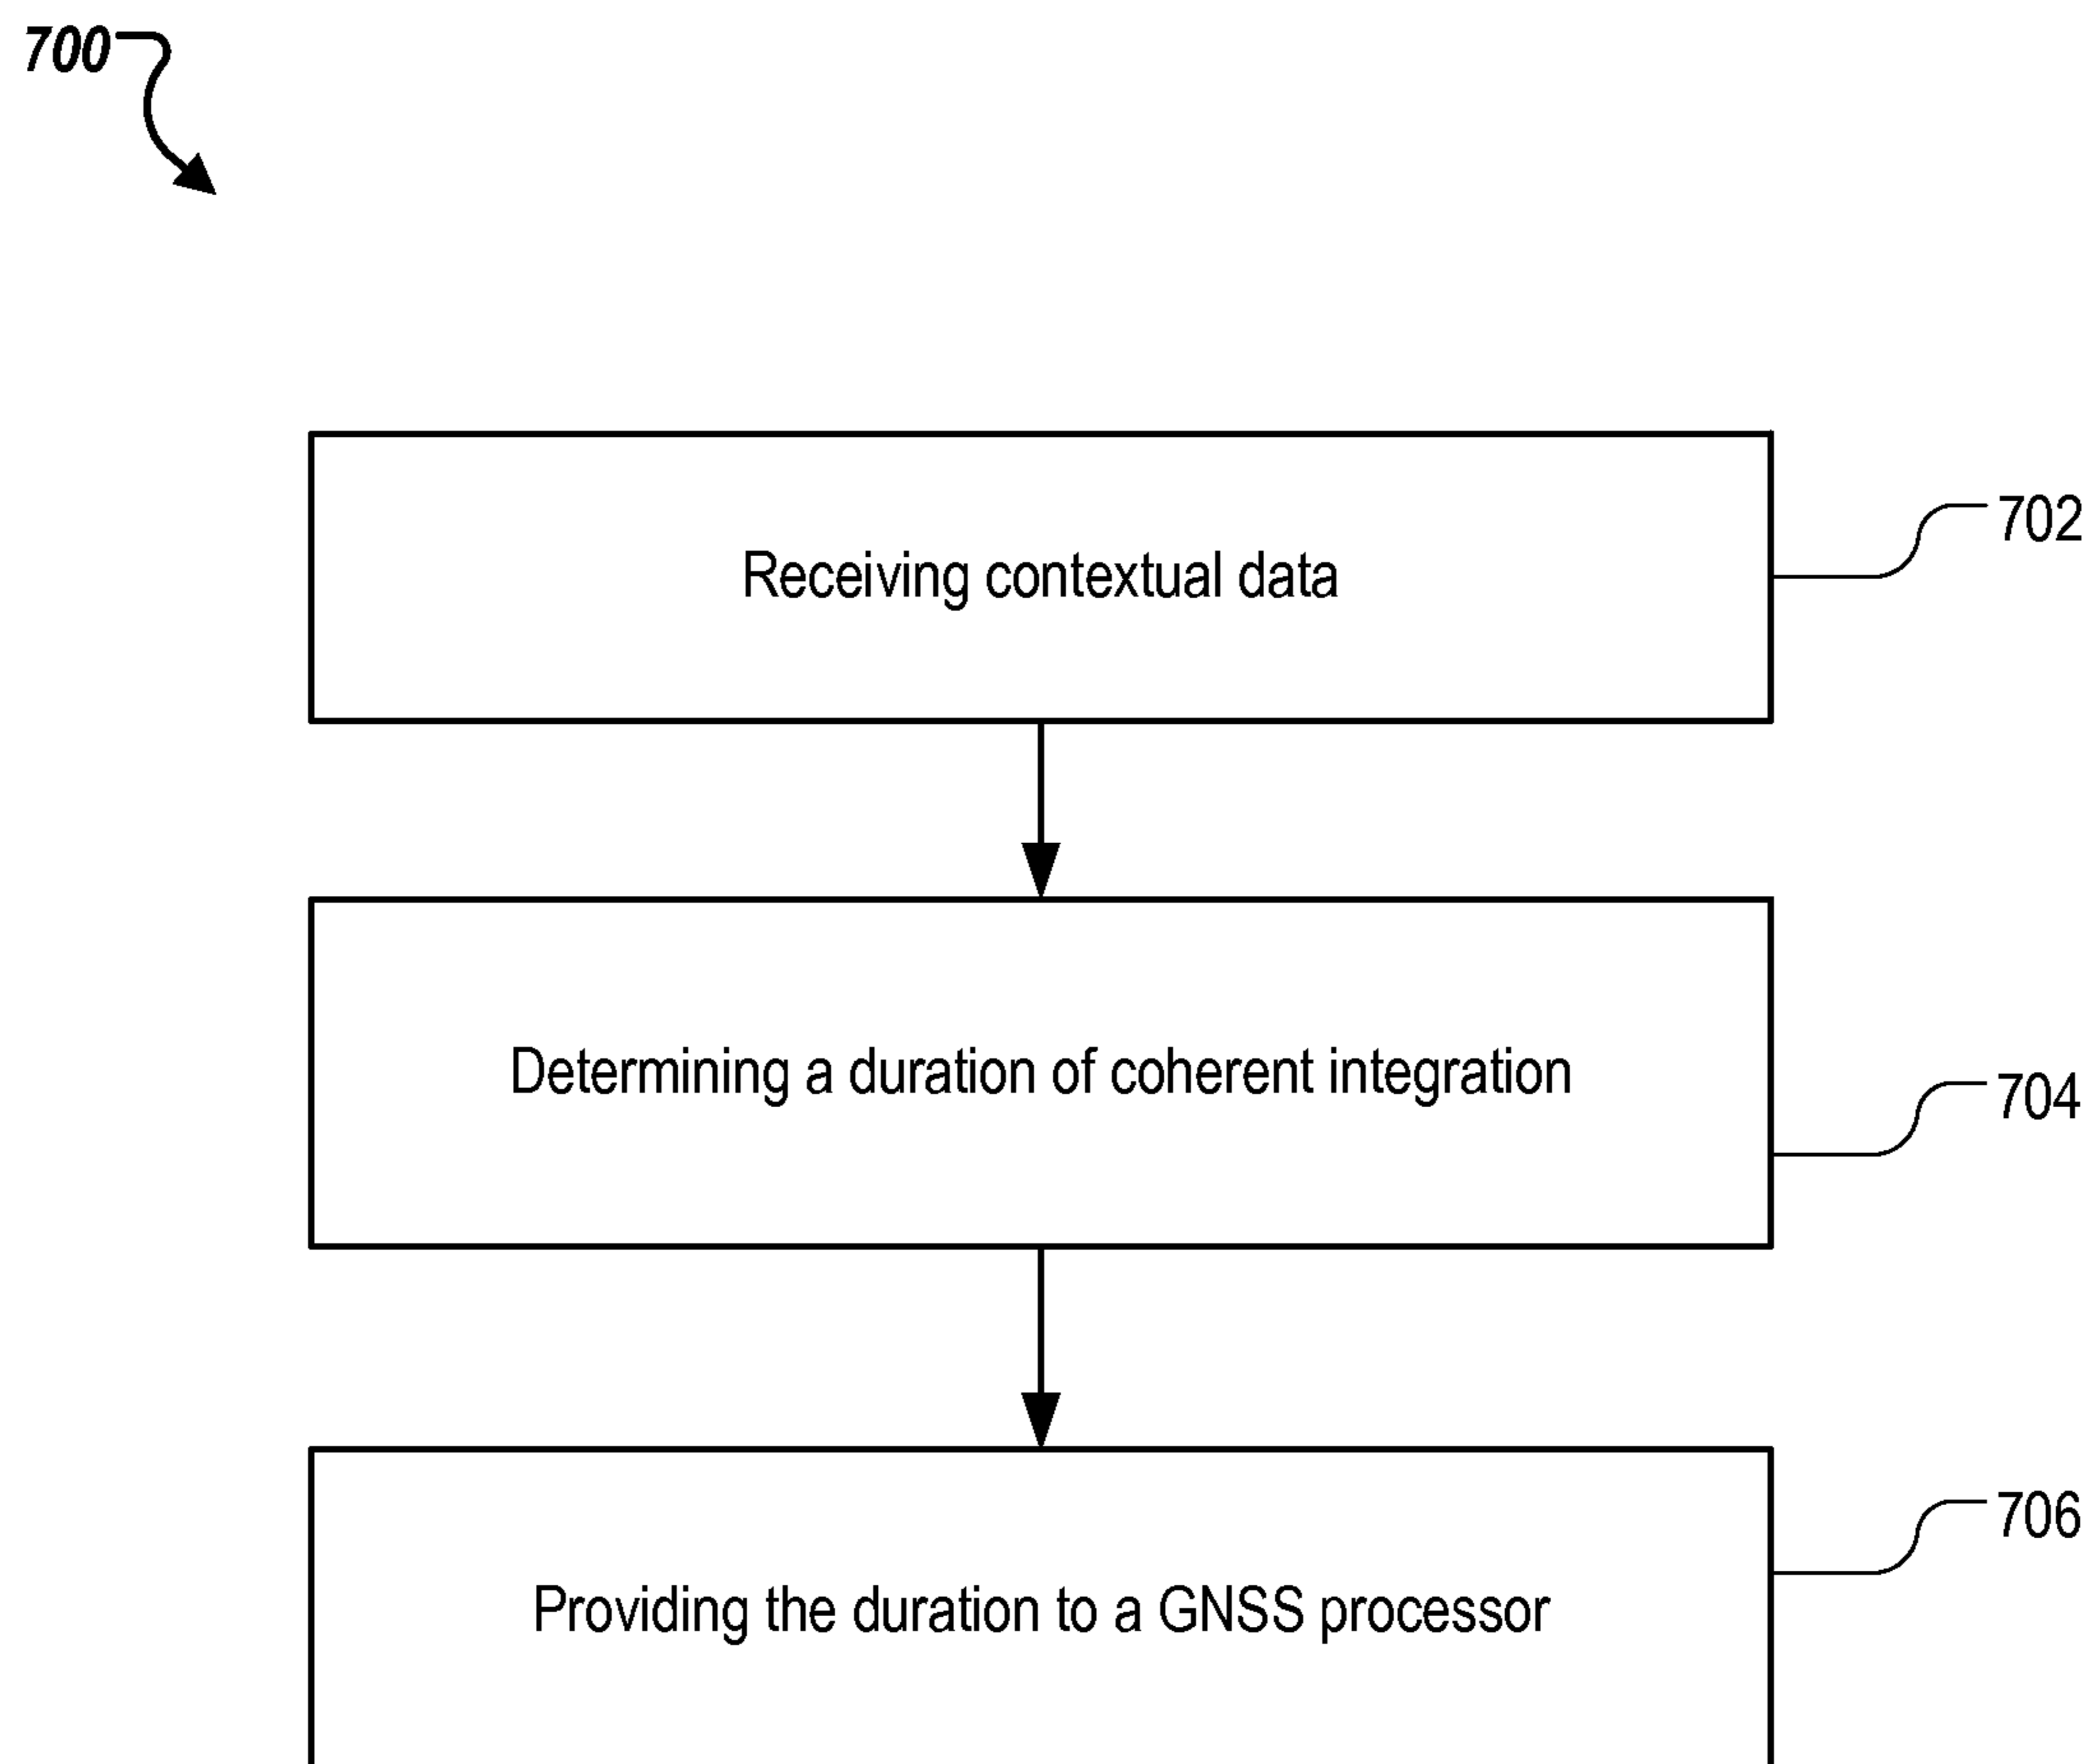 700
Receiving contextual data
702
Determining a duration of coherent integration
704
706
Providing the duration to a GNSS processor